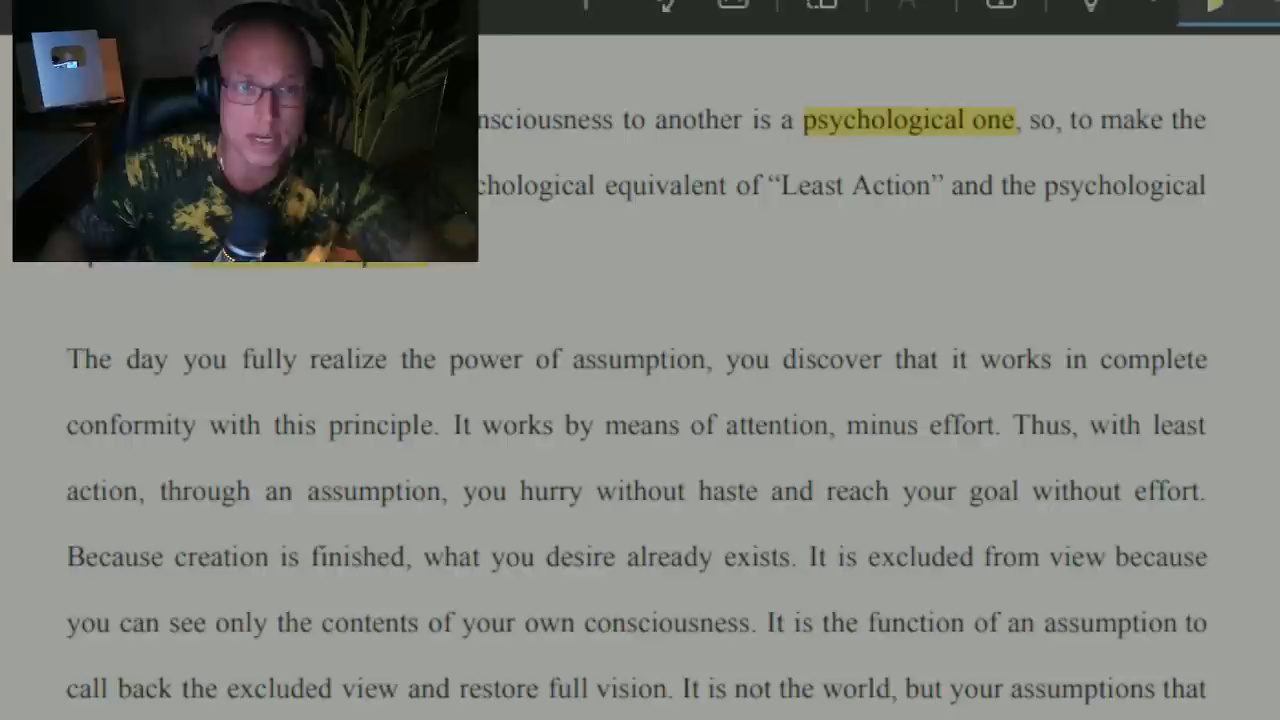 nsciousness to another is a psychological one, so, to make the
chological equivalent of “Least Action” and the psychological
The day you fully realize the power of assumption, you discover that it works in complete
conformity with this principle. It works by means of attention, minus effort. Thus, with least
action, through an assumption, you hurry without haste and reach your goal without effort.
Because creation is finished, what you desire already exists. It is excluded from view because
you can see only the contents of your own consciousness. It is the function of an assumption to
call back the excluded view and restore full vision. It is not the world, but your assumptions that